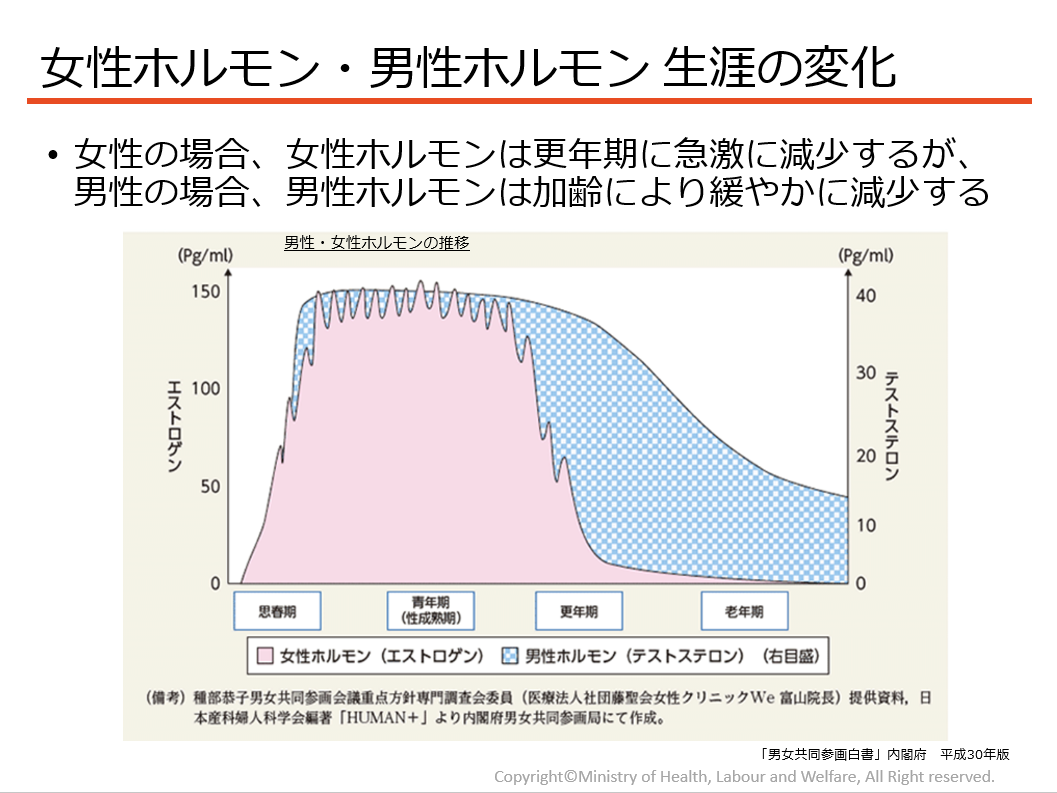 女性ホルモン・男性ホルモン 生涯の変化
• 女性の場合、女性ホルモンは更年期に急激に減少するが、
男性の場合、男性ホルモンは加齢により緩やかに減少する
男性・女性ホルモンの推移
(Pg/ml)
(Pg/ml)
150
100
50
0
エストロゲン
40
30
20
10
0
テストステロン
思春期
青年期
（性成熟期）
更年期
老年期
女性ホルモン（エストロゲン）
男性ホルモン（テストステロン）（右目盛）
（備考）種部恭子男女共同参画会議重点方針専門調査会委員（医療法人社団藤聖会女性クリニックWe 富山院長）提供資料，日
本産科婦人科学会編著「HUMAN＋」より内閣府男女共同参画局にて作成。
「男女共同参画白書」内閣府　平成30年版
Copyright©Ministry of Health, Labour and Welfare, All Right reserved.